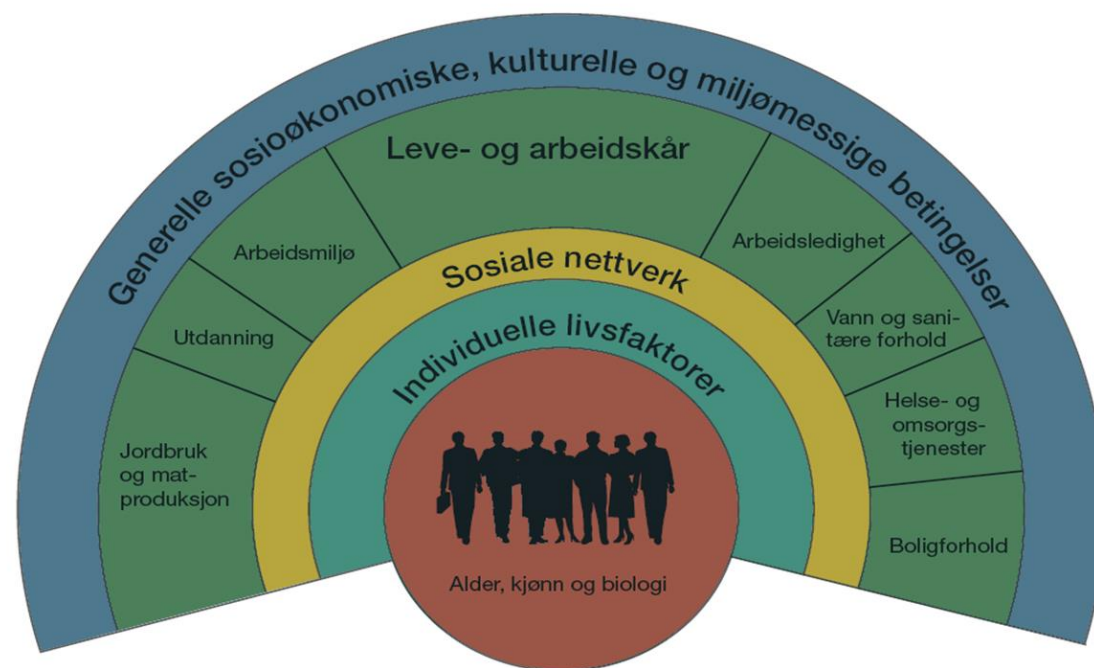 Generelle sosioøkonomiske, kulturelle og miljømessige betingelser
Leve- og arbeidskår
Jordbruk
og mat-
produksjon
Utdanning
Arbeidsmiljø
Arbeidsledighet
Vann og sani-
tære forhold
Helse- og
omsorgs-
tjenester
Boligforhold
Sosiale nettverk
Individuelle livsfaktorer
Alder, kjønn og biologi